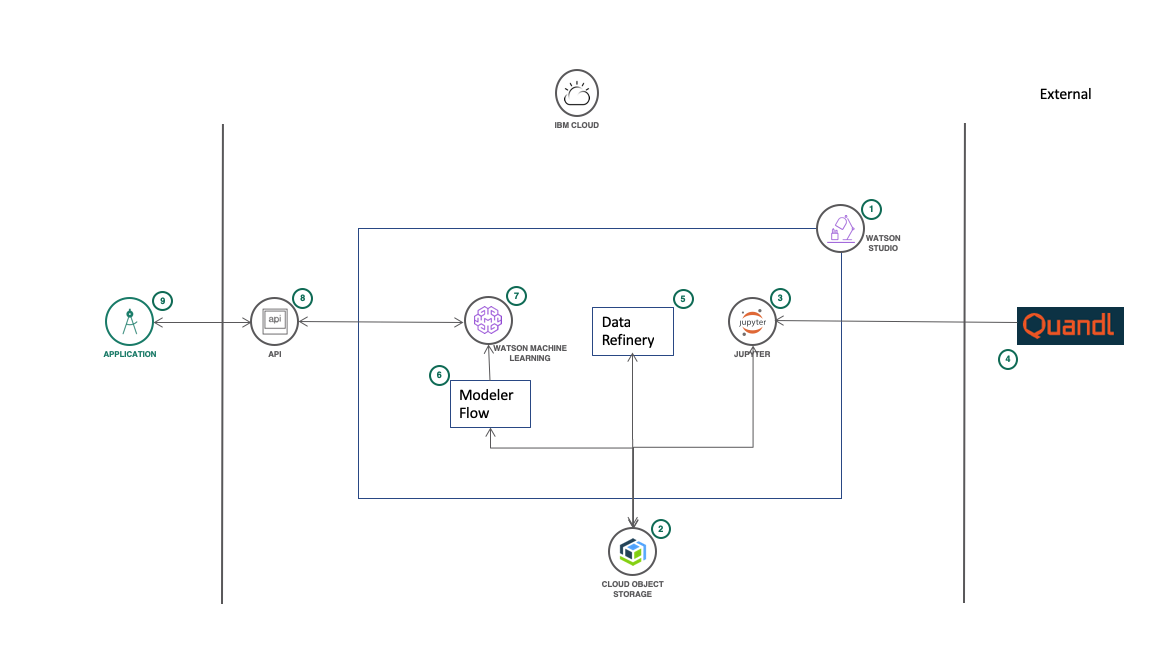 IBM CLOUD
External
1
WATSON
STUDIO
9
APPLICATION
8
api
API
7
WATSON MACHINE
LEARNING
5
Data
Refinery
3
jupyter
JUPYTER
Quandl
4
6
Modeler
Flow
2
CLOUD OBJECT
STORAGE